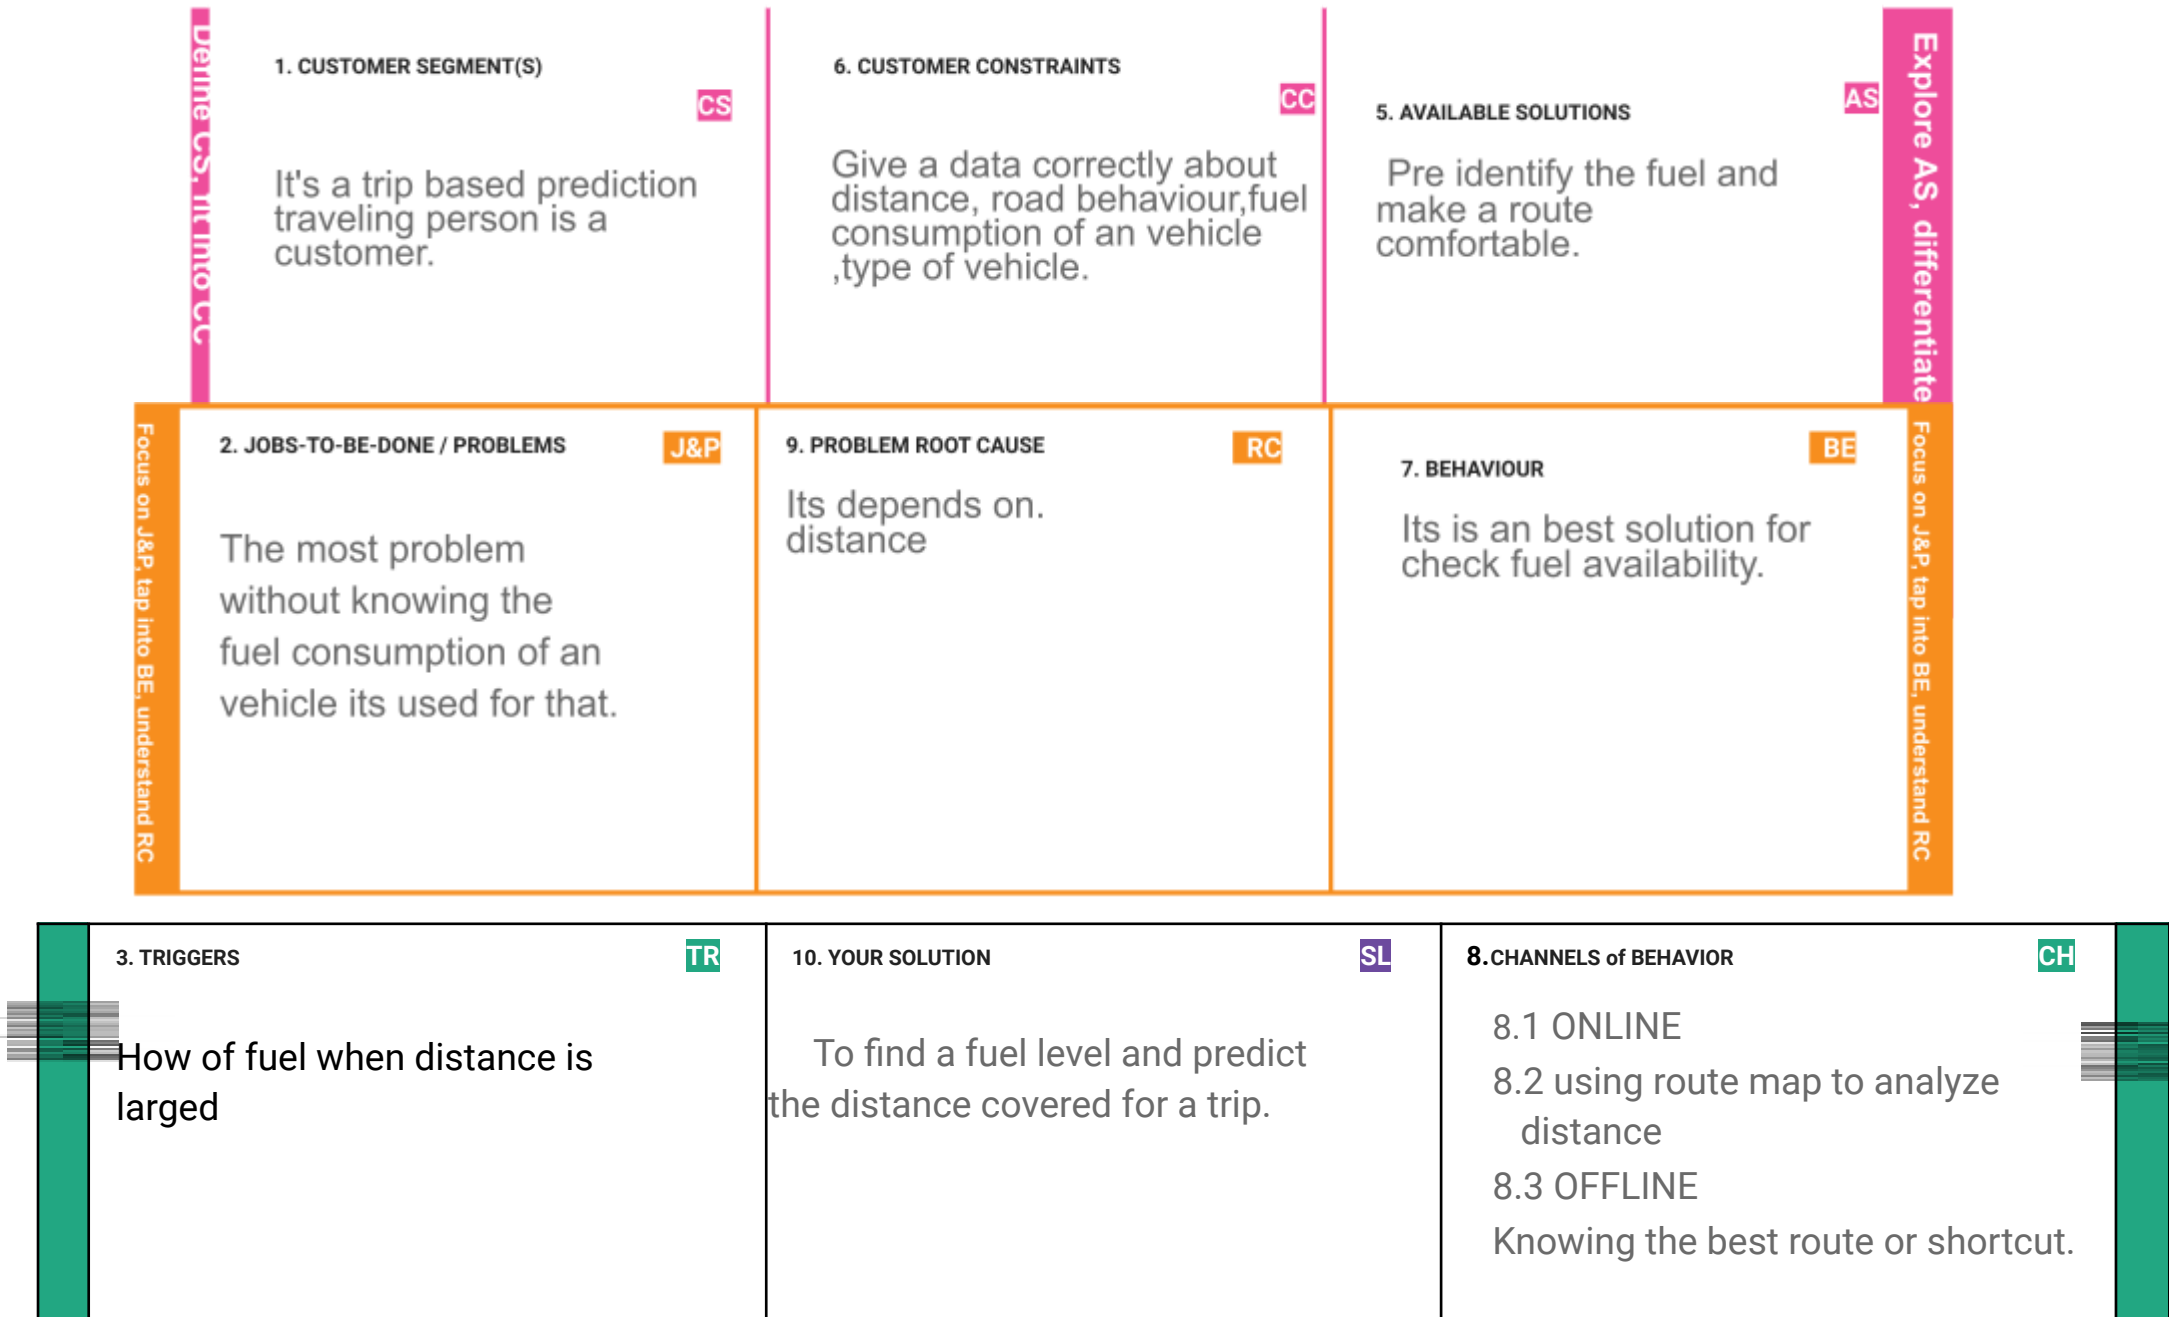 Define CS, fit into CC
1. CUSTOMER SEGMENT(S)
CS
It's a trip based prediction
traveling person is a
customer.
6. CUSTOMER CONSTRAINTS
CC
Give a data correctly about
distance, road behaviour,fuel
consumption of an vehicle
,type of vehicle.
5. AVAILABLE SOLUTIONS
AS
Pre identify the fuel and
make a route
comfortable.
Explore AS, differentiate
Focus on J&P, tap into BE, understand RC
2. JOBS-TO-BE-DONE / PROBLEMS
J&P
The most problem
without knowing the
fuel consumption of an
vehicle its used for that.
9. PROBLEM ROOT CAUSE
RC
Its depends on.
distance
7. BEHAVIOUR
BE
Its is an best solution for
check fuel availability.
Focus on J&P, tap into BE, understand RC
3. TRIGGERS
TR
How of fuel when distance is
larged
10. YOUR SOLUTION
SL
To find a fuel level and predict
the distance covered for a trip.
8.CHANNELS of BEHAVIOR
CH
8.1 ONLINE
8.2 using route map to analyze
distance
8.3 OFFLINE
Knowing the best route or shortcut.